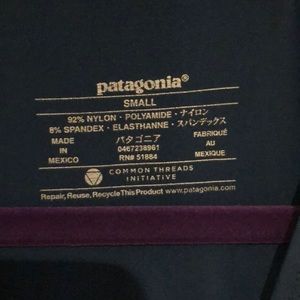 patagonia®
SMALL
92% NYLON · POLYAMIDE · ナイロン
8% SPANDEX · ELASTHANNE · スパンデックス
MADE IN MEXICO
パタゴニア
0467238961
RN# 51884
FABRIQUÉ AU MEXIQUE
COMMON THREADS
INITIATIVE
Repair, Reuse, Recycle This Product www.patagonia.com